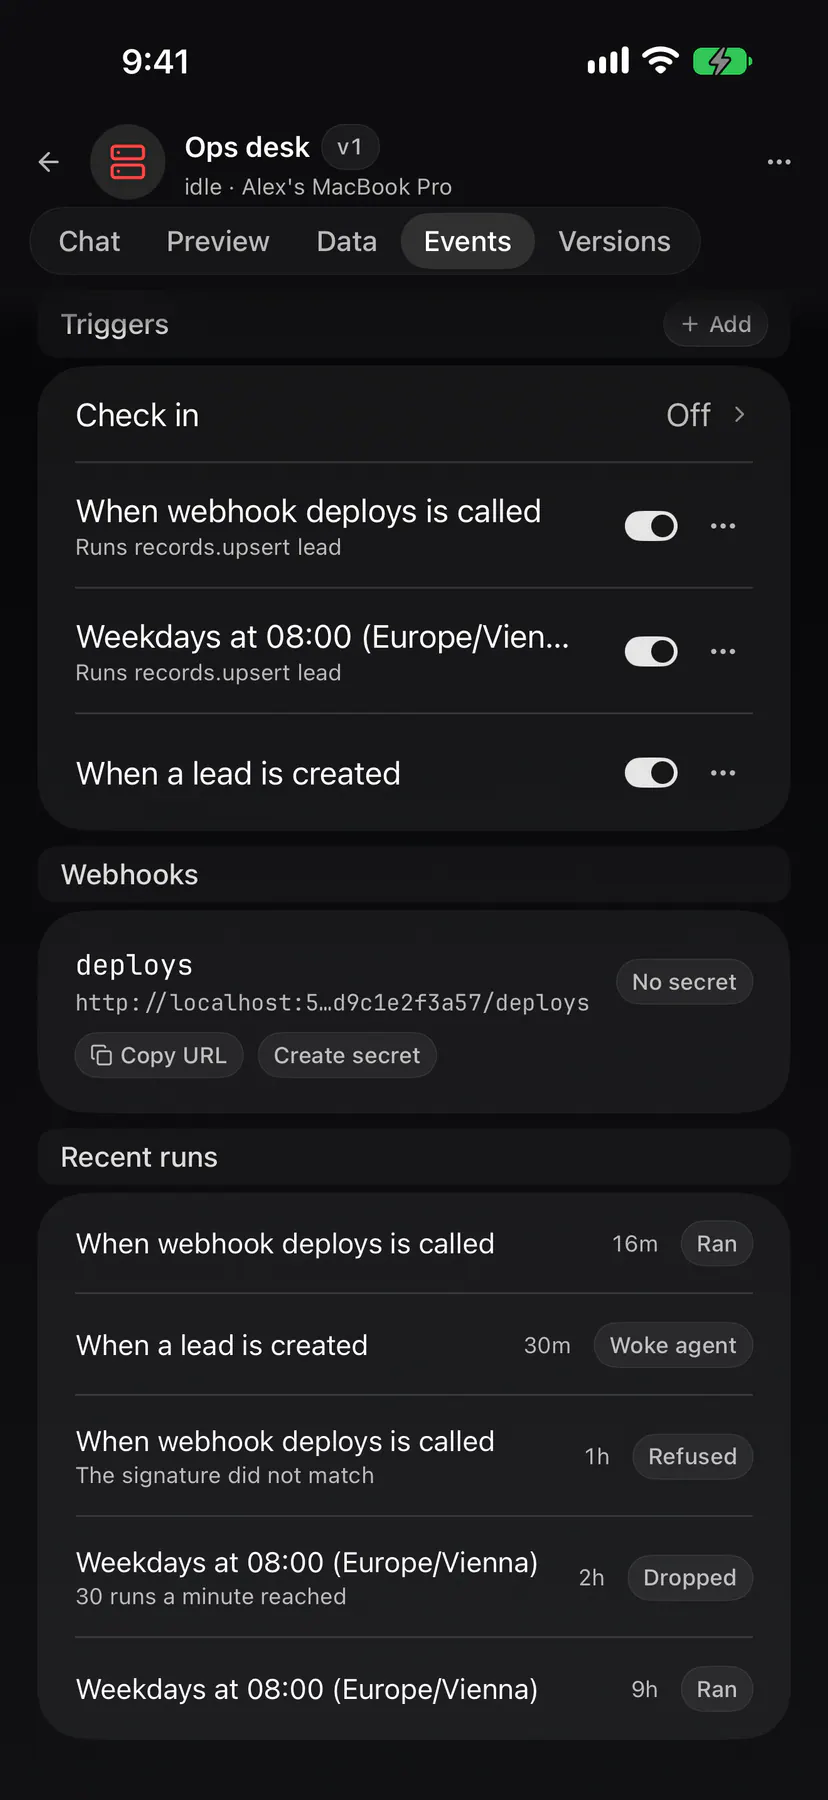 9:41
Ops desk v1
idle · Alex's MacBook Pro
Chat Preview Data Events Versions
Triggers
+ Add
Check in
Off
When webhook deploys is called
Runs records.upsert lead
Weekdays at 08:00 (Europe/Vien...
Runs records.upsert lead
When a lead is created
Webhooks
deploys
http://localhost:5…d9c1e2f3a57/deploys
No secret
Copy URL
Create secret
Recent runs
When webhook deploys is called
16m
Ran
When a lead is created
30m
Woke agent
When webhook deploys is called
The signature did not match
1h
Refused
Weekdays at 08:00 (Europe/Vienna)
30 runs a minute reached
2h
Dropped
Weekdays at 08:00 (Europe/Vienna)
9h
Ran